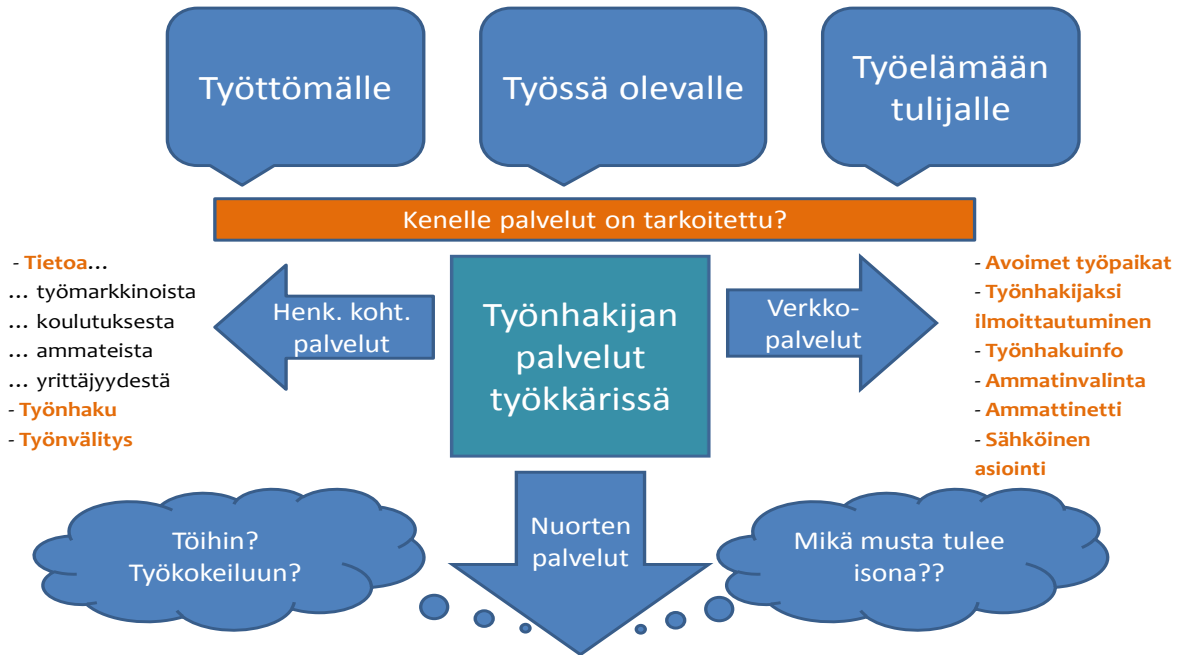 Työttömälle
Työssä olevalle
Työelämään
tulijalle
Kenelle palvelut on tarkoitettu?
- Tietoa...
... työmarkkinoista
... koulutuksesta
... ammateista
... yrittäjyydestä
- Työnhaku
- Työnvälitys
Henk. koht.
palvelut
Työnhakijan
palvelut
työkkärissä
Verkko-
palvelut
- Avoimet työpaikat
- Työnhakijaksi
ilmoittautuminen
- Työnhakuinfo
- Ammatinvalinta
- Ammattinetti
- Sähköinen
asiointi
Töihin?
Työkokeiluun?
Nuorten
palvelut
Mikä musta tulee
isona??